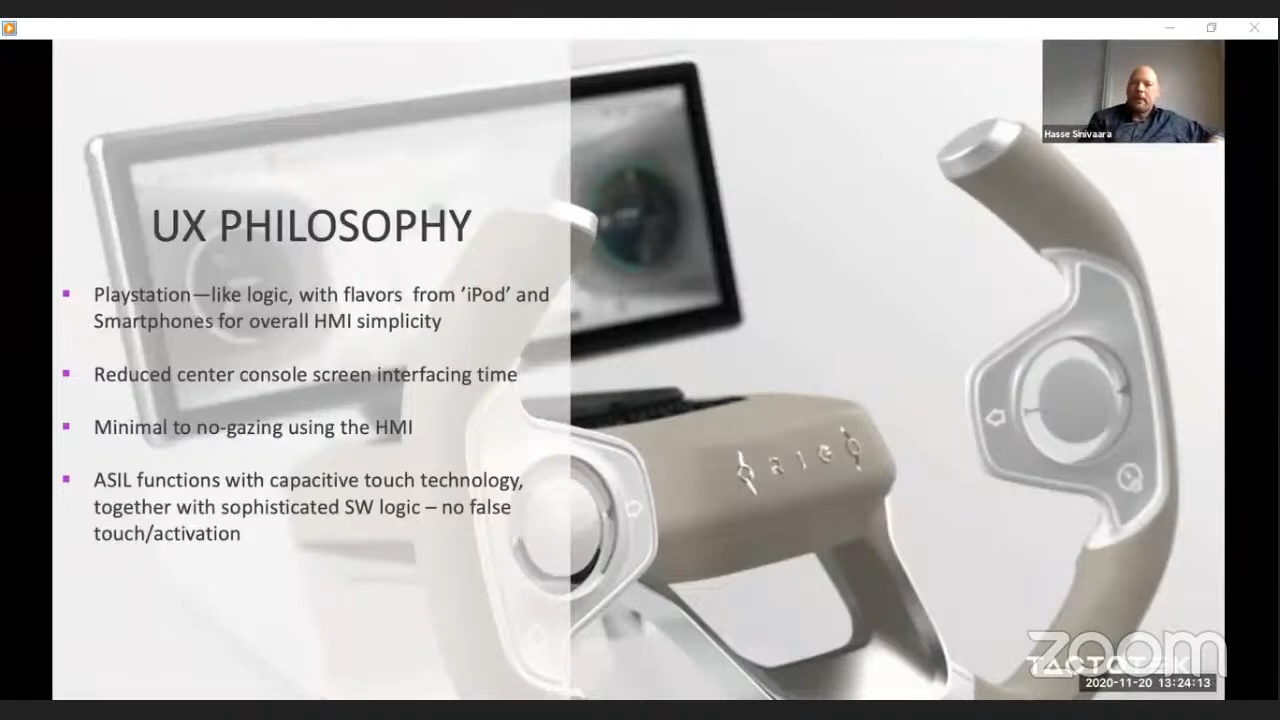 Hasse Sinivaara
UX PHILOSOPHY
Playstation—like logic, with flavors from ’iPod’ and
Smartphones for overall HMI simplicity
Reduced center console screen interfacing time
Minimal to no-gazing using the HMI
ASIL functions with capacitive touch technology,
together with sophisticated SW logic – no false
touch/activation
zoom
TACTOTEK
2020-11-20 13:24:13